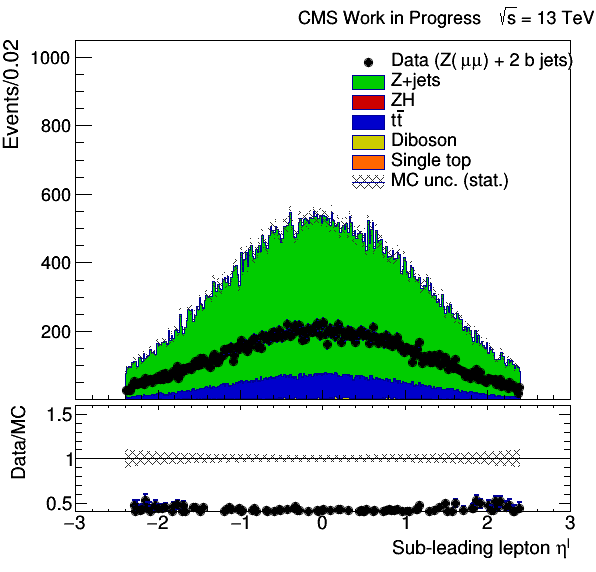 CMS Work in Progress √s = 13 TeV
Events/0.02
1000
800
600
400
200
Data (Z(μμ) + 2 b jets)
Z+jets
ZH
tt̅
Diboson
Single top
MC unc. (stat.)
Data/MC
1.5
1
0.5
−3 −2 −1 0 1 2 3
Sub-leading lepton ηˡ